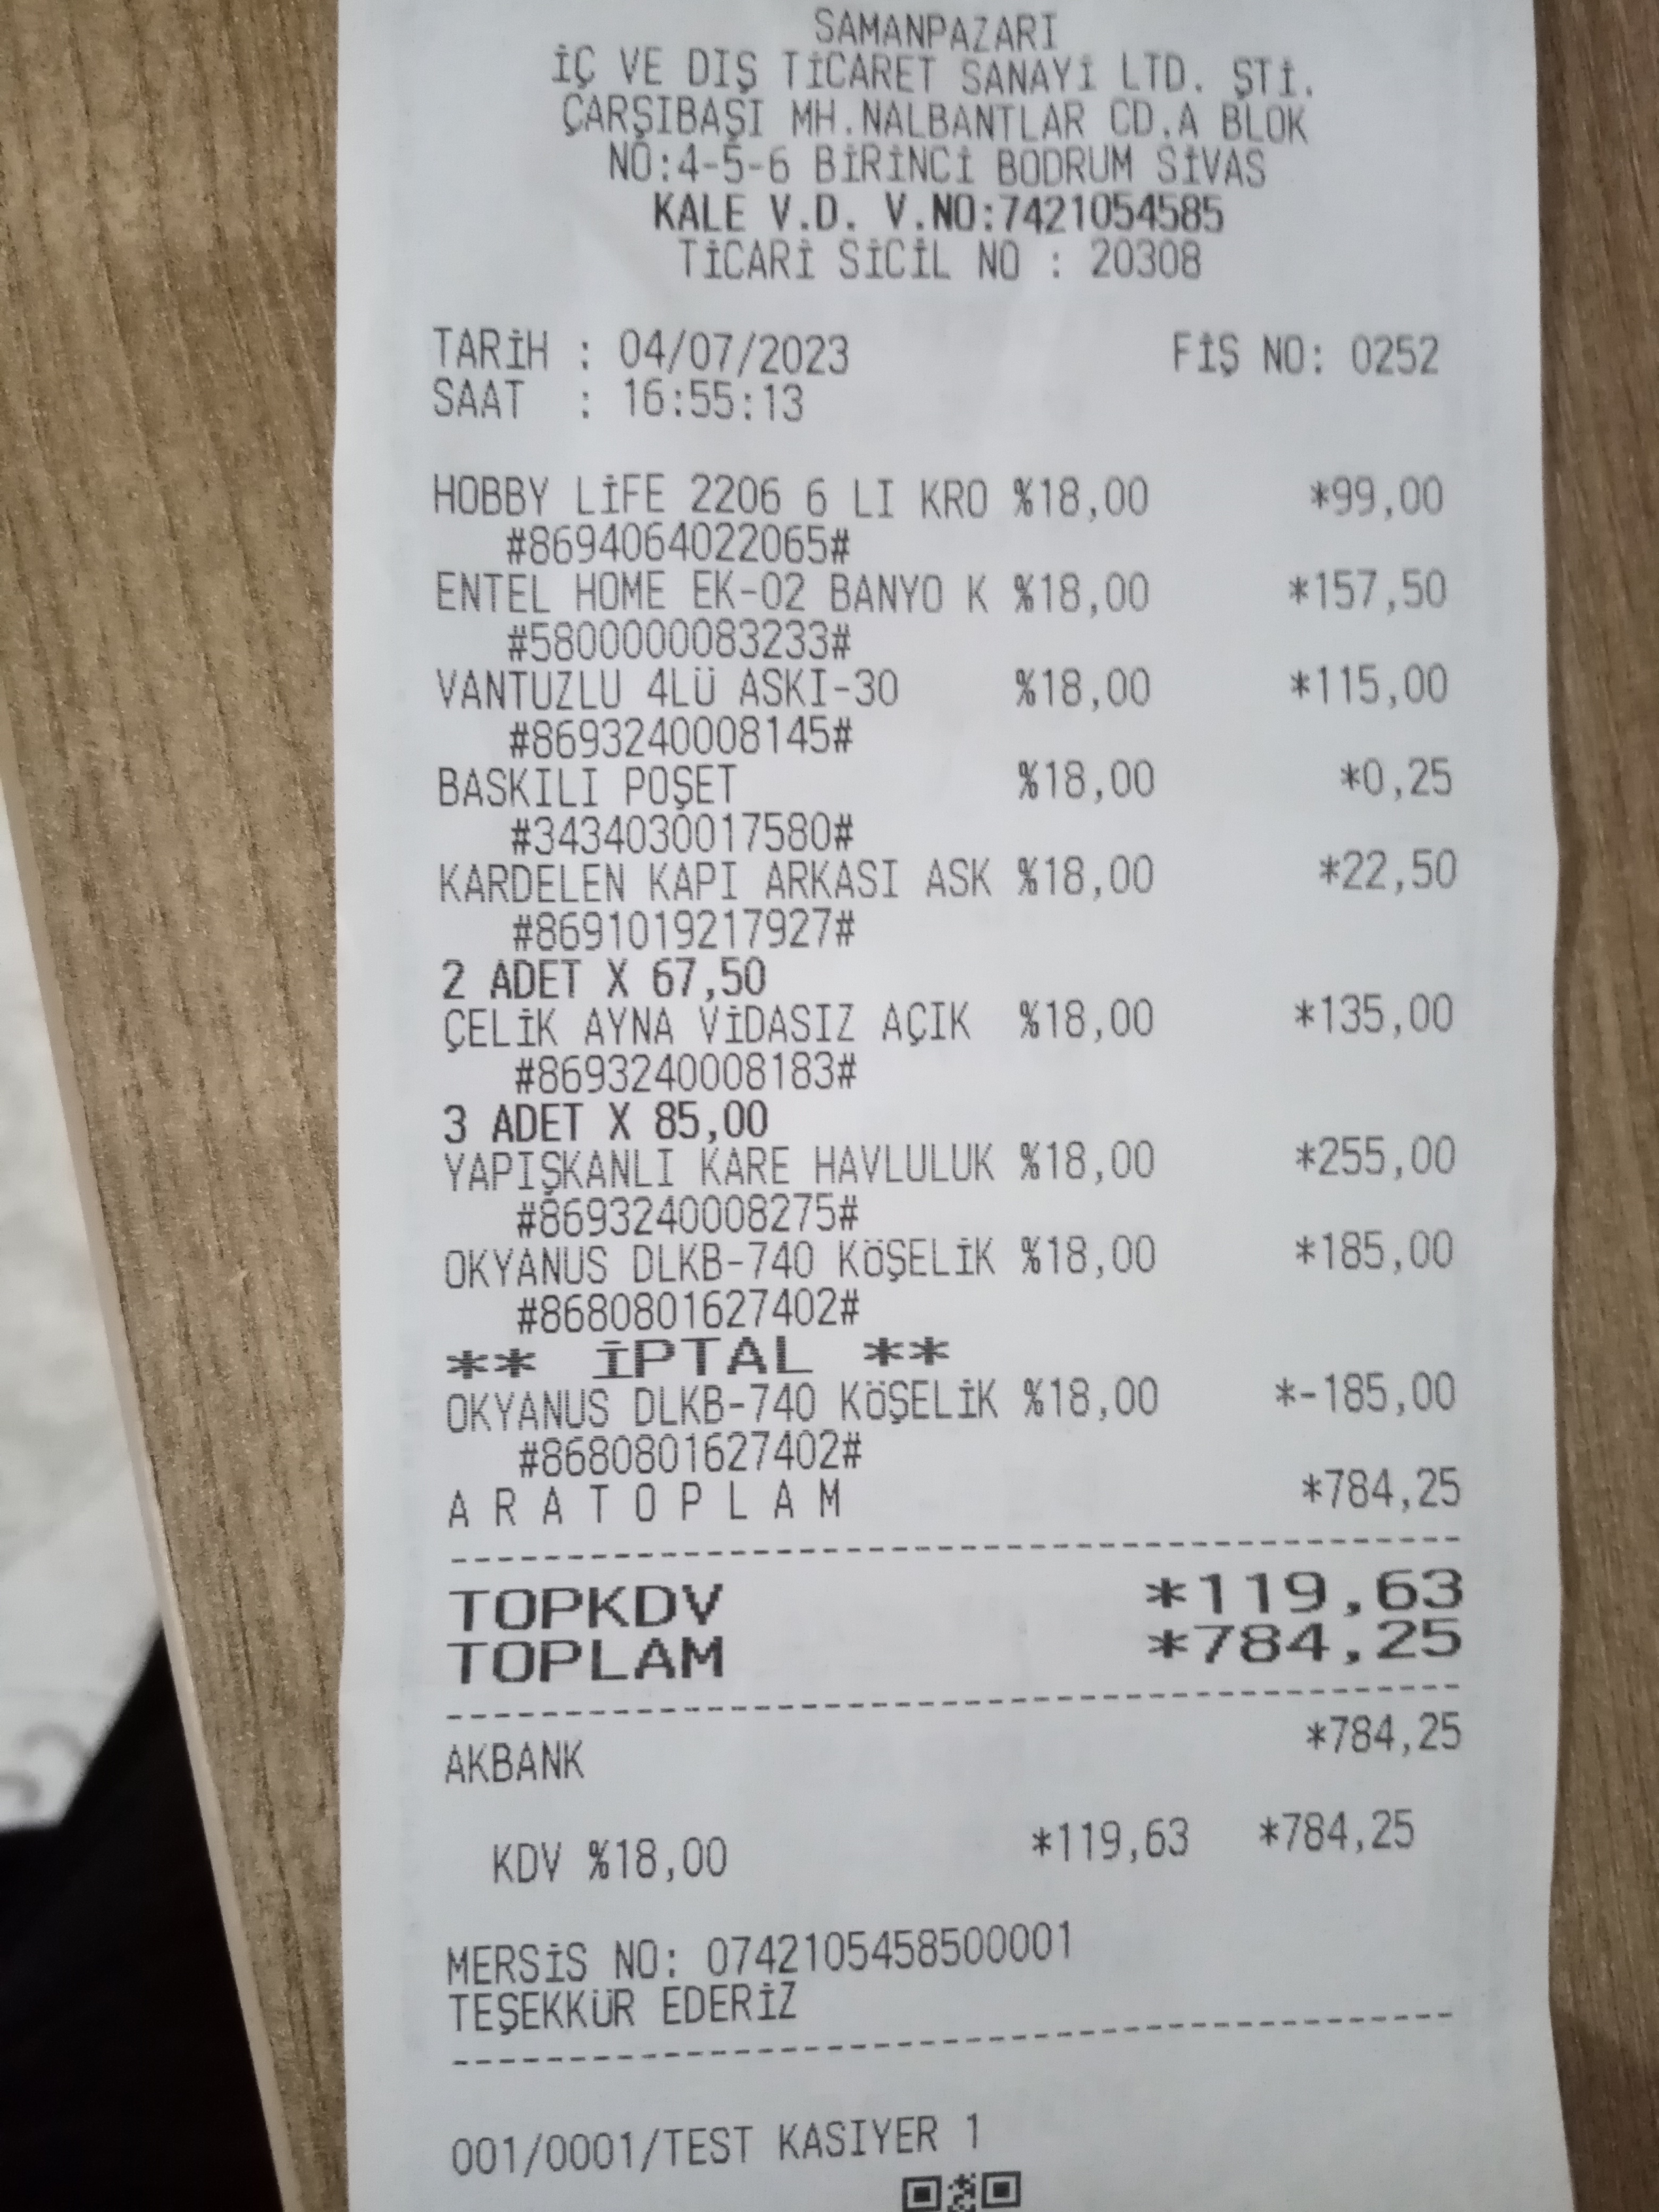 SAMANPAZARI
İÇ VE DIŞ TİCARET SANAYİ LTD. ŞTİ.
ÇARŞIBAŞI MH.NALBANTLAR CD.A BLOK
NO:4-5-6 BİRİNCİ BODRUM SİVAS
KALE V.D. V.NO:7421054585
TİCARİ SİCİL NO : 20308
TARİH : 04/07/2023 FİŞ NO: 0252
SAAT : 16:55:13
HOBBY LİFE 2206 6 LI KRO %18,00 *99,00
#8694064022065#
ENTEL HOME EK-02 BANYO K %18,00 *157,50
#5800000083233#
VANTUZLU 4LÜ ASKI-30 %18,00 *115,00
#8693240008145#
BASKILI POŞET %18,00 *0,25
#3434030017580#
KARDELEN KAPI ARKASI ASK %18,00 *22,50
#8691019217927#
2 ADET X 67,50
ÇELİK AYNA VİDASIZ AÇIK %18,00 *135,00
#8693240008183#
3 ADET X 85,00
YAPIŞKANLI KARE HAVLULUK %18,00 *255,00
#8693240008275#
OKYANUS DLKB-740 KÖŞELİK %18,00 *185,00
#8680801627402#
** İPTAL **
OKYANUS DLKB-740 KÖŞELİK %18,00 *-185,00
#8680801627402#
A R A T O P L A M *784,25
TOPKDV *119,63
TOPLAM *784,25
AKBANK *784,25
KDV %18,00 *119,63 *784,25
MERSİS NO: 0742105458500001
TEŞEKKÜR EDERİZ
001/0001/TEST KASIYER 1